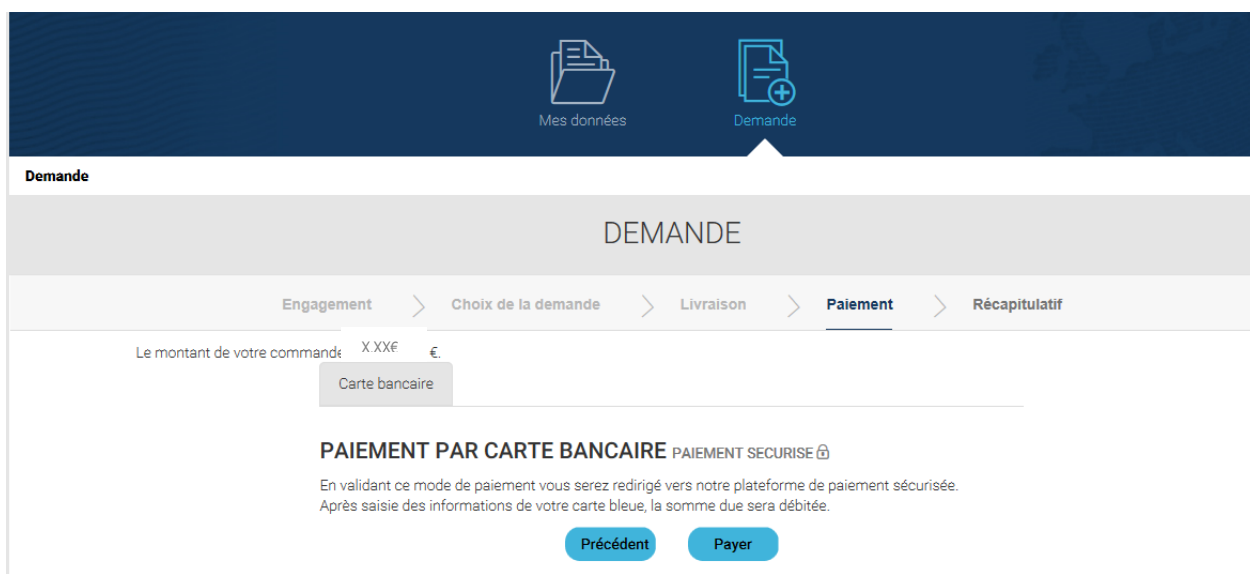 Mes données
Demande
Demande
DEMANDE
Engagement
Choix de la demande
Livraison
Paiement
Récapitulatif
Le montant de votre commande X.XX€ €.
Carte bancaire
PAIEMENT PAR CARTE BANCAIRE PAIEMENT SECURISE
En validant ce mode de paiement vous serez redirigé vers notre plateforme de paiement sécurisée.
Après saisie des informations de votre carte bleue, la somme due sera débitée.
Précédent
Payer